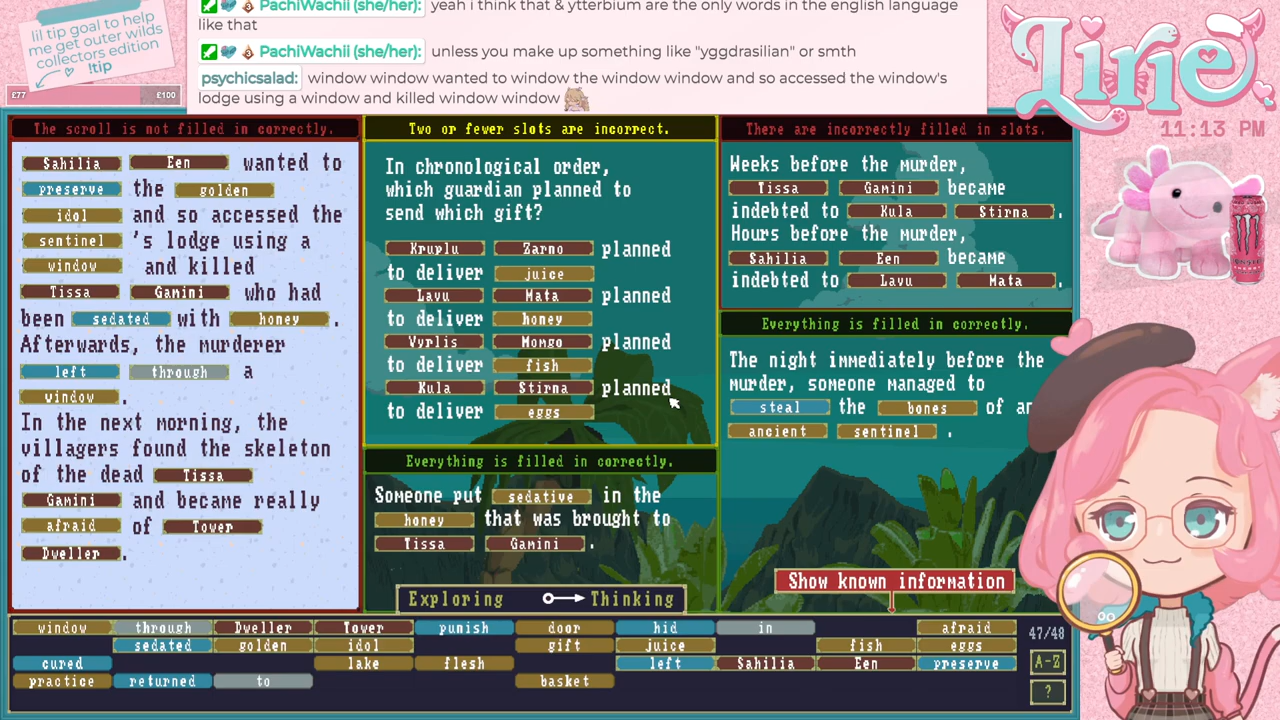 lil tip goal to help
me get outer wilds
collectors edition
!tip
£77
£100
PachiWachii (she/her): yeah i think that & ytterbium are the only words in the english language
like that
PachiWachii (she/her): unless you make up something like "yggdrasilian" or smth
psychicsalad: window window wanted to window the window window and so accessed the window's
lodge using a window and killed window window
Lirie
11:13 PM
The scroll is not filled in correctly.
Sahilia Een wanted to
preserve the golden
idol and so accessed the
sentinel 's lodge using a
window and killed
Tissa Gamini who had
been sedated with honey .
Afterwards, the murderer
left through a
window .
In the next morning, the
villagers found the skeleton
of the dead Tissa
Gamini and became really
afraid of Tower
Dweller .
Two or fewer slots are incorrect.
In chronological order,
which guardian planned to
send which gift?
Kruplu Zarno planned
to deliver juice
Lavu Mata planned
to deliver honey
Vyrlis Mongo planned
to deliver fish
Kula Stirna planned
to deliver eggs
Everything is filled in correctly.
Someone put sedative in the
honey that was brought to
Tissa Gamini .
There are incorrectly filled in slots.
Weeks before the murder,
Tissa Gamini became
indebted to Kula Stirna .
Hours before the murder,
Sahilia Een became
indebted to Lavu Mata .
Everything is filled in correctly.
The night immediately before the
murder, someone managed to
steal the bones of an
ancient sentinel .
Show known information
Exploring Thinking
window through Dweller Tower punish door hid in afraid
sedated golden idol gift juice fish eggs
cured lake flesh left Sahilia Een preserve
practice returned to basket
47/48
A-Z
?